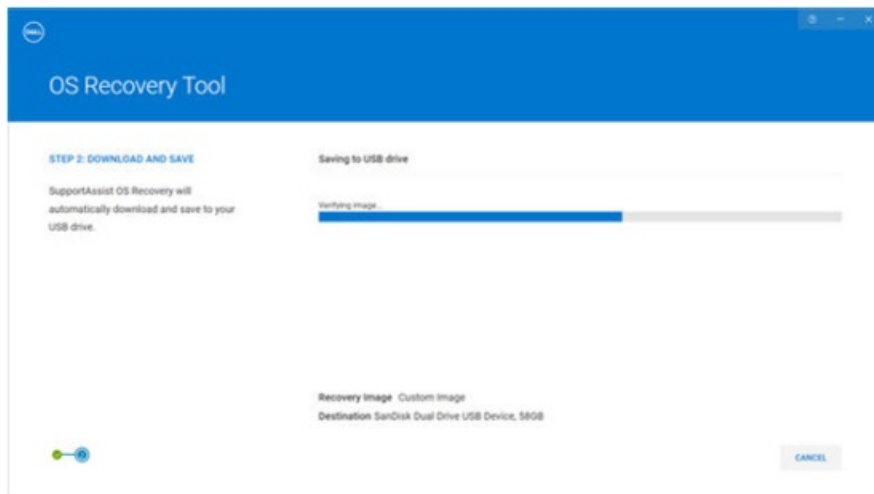 DELL
OS Recovery Tool
STEP 2: DOWNLOAD AND SAVE
SupportAssist OS Recovery will
automatically download and save to your
USB drive.
Saving to USB drive
Verifying image...
Recovery Image Custom Image
Destination SanDisk Dual Drive USB Device, 58GB
2
CANCEL